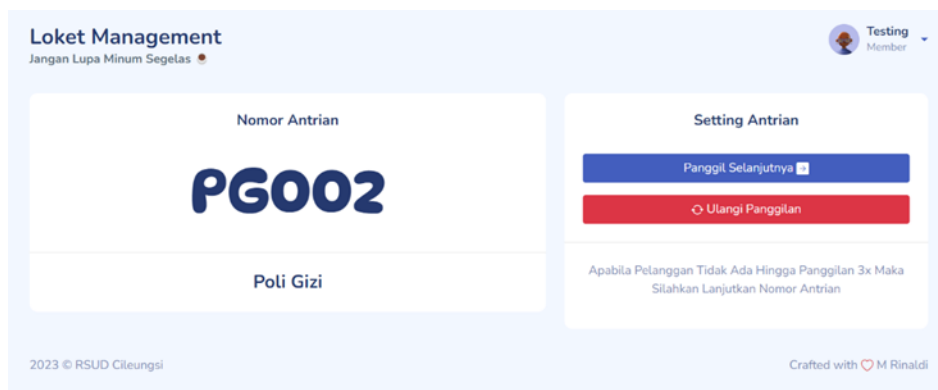 Loket Management
Jangan Lupa Minum Segelas
Testing
Member
Nomor Antrian
PG002
Poli Gizi
Setting Antrian
Panggil Selanjutnya
Ulangi Panggilan
Apabila Pelanggan Tidak Ada Hingga Panggilan 3x Maka
Silahkan Lanjutkan Nomor Antrian
2023 © RSUD Cileungsi
Crafted with ♡ M Rinaldi